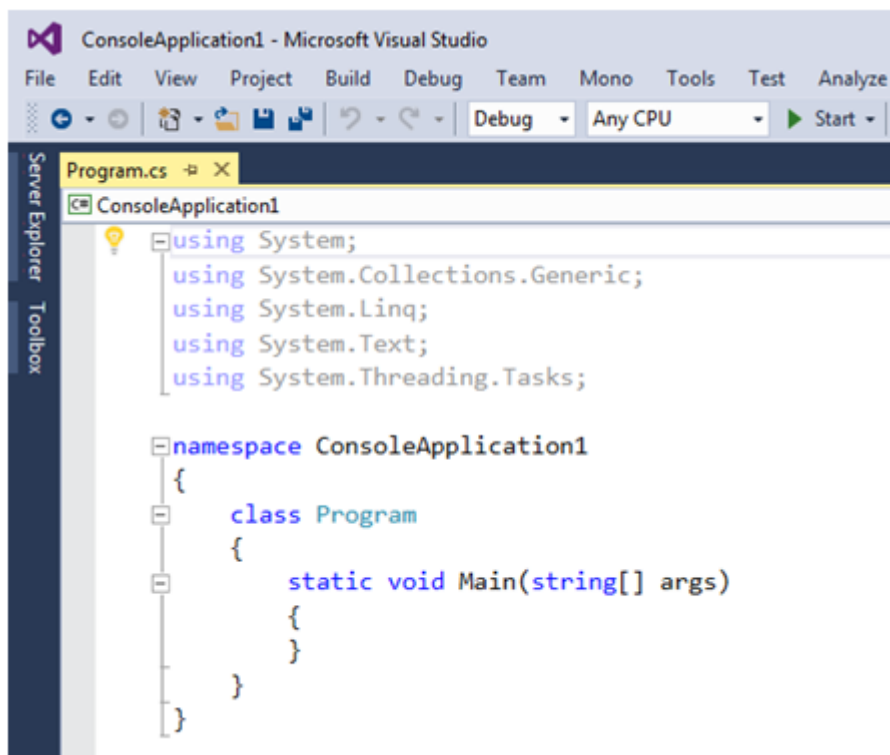 ConsoleApplication1 - Microsoft Visual Studio
File Edit View Project Build Debug Team Mono Tools Test Analyze
Debug Any CPU Start
Server Explorer
Toolbox
Program.cs
C# ConsoleApplication1
using System;
using System.Collections.Generic;
using System.Linq;
using System.Text;
using System.Threading.Tasks;
namespace ConsoleApplication1
{
class Program
{
static void Main(string[] args)
{
}
}
}